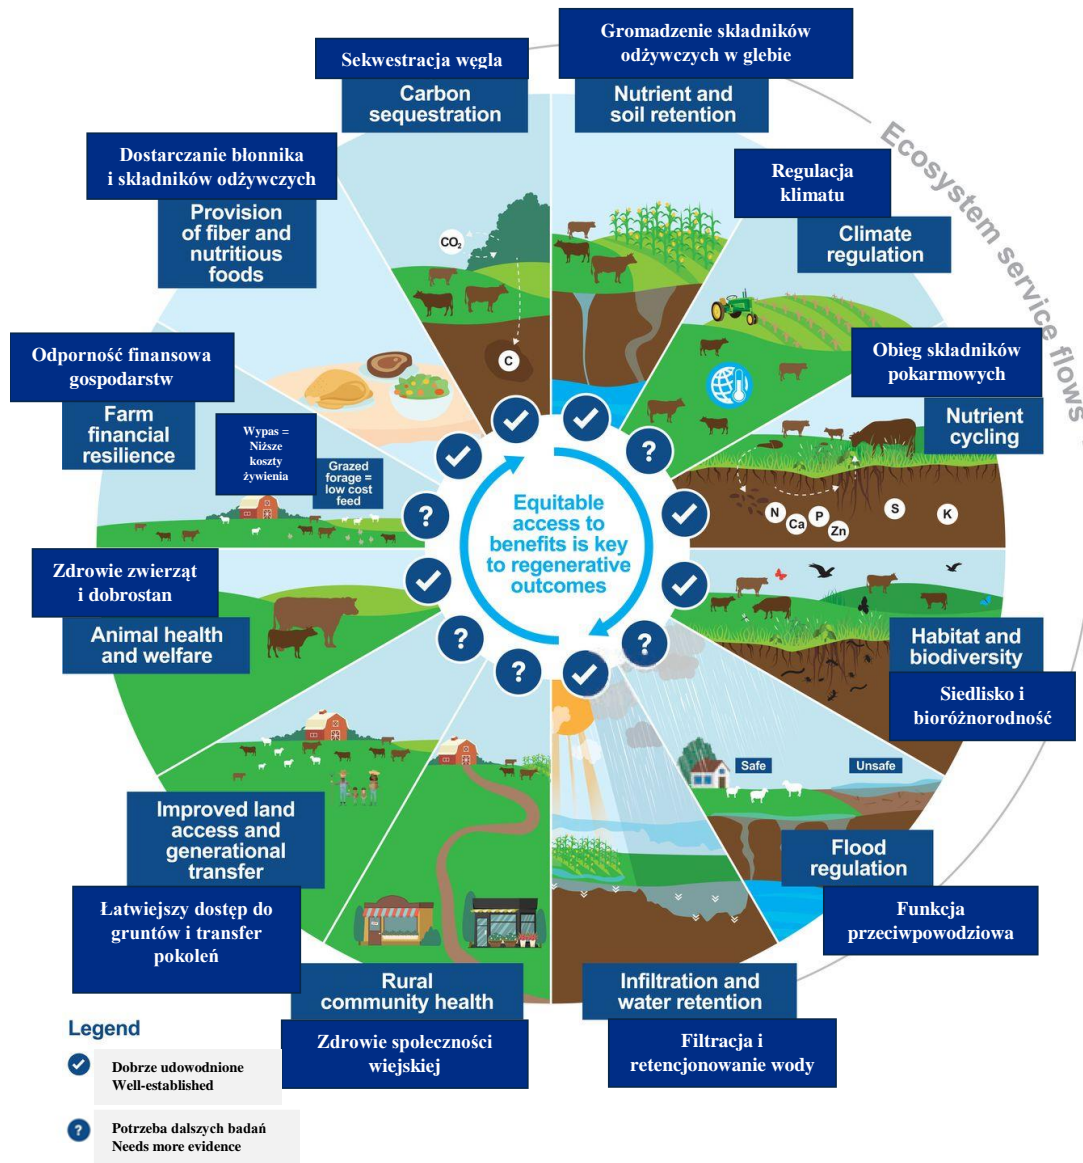 Gromadzenie składników
odżywczych w glebie
Nutrient and
soil retention
Sekwestracja węgla
Carbon
sequestration
Ecosystem service flows
Regulacja
klimatu
Climate
regulation
Dostarczanie błonnika
i składników odżywczych
Provision
of fiber and
nutritious
foods
CO₂
C
Obieg składników
pokarmowych
Nutrient
cycling
N
Ca
P
Zn
S
K
Odporność finansowa
gospodarstw
Farm
financial
resilience
Wypas =
Niższe
koszty
żywienia
Grazed
forage =
low cost
feed
?
?
Equitable
access to
benefits is key
to regenerative
outcomes
Zdrowie zwierząt
i dobrostan
Animal health
and welfare
?
?
?
Habitat and
biodiversity
Siedlisko i
bioróżnorodność
Safe
Unsafe
Flood
regulation
Funkcja
przeciwpowodziowa
Improved land
access and
generational
transfer
Łatwiejszy dostęp do
gruntów i transfer
pokoleń
Rural
community health
Zdrowie społeczności
wiejskiej
Infiltration and
water retention
Filtracja i
retencjonowanie wody
Legend
Dobrze udowodnione
Well-established
?
Potrzeba dalszych badań
Needs more evidence